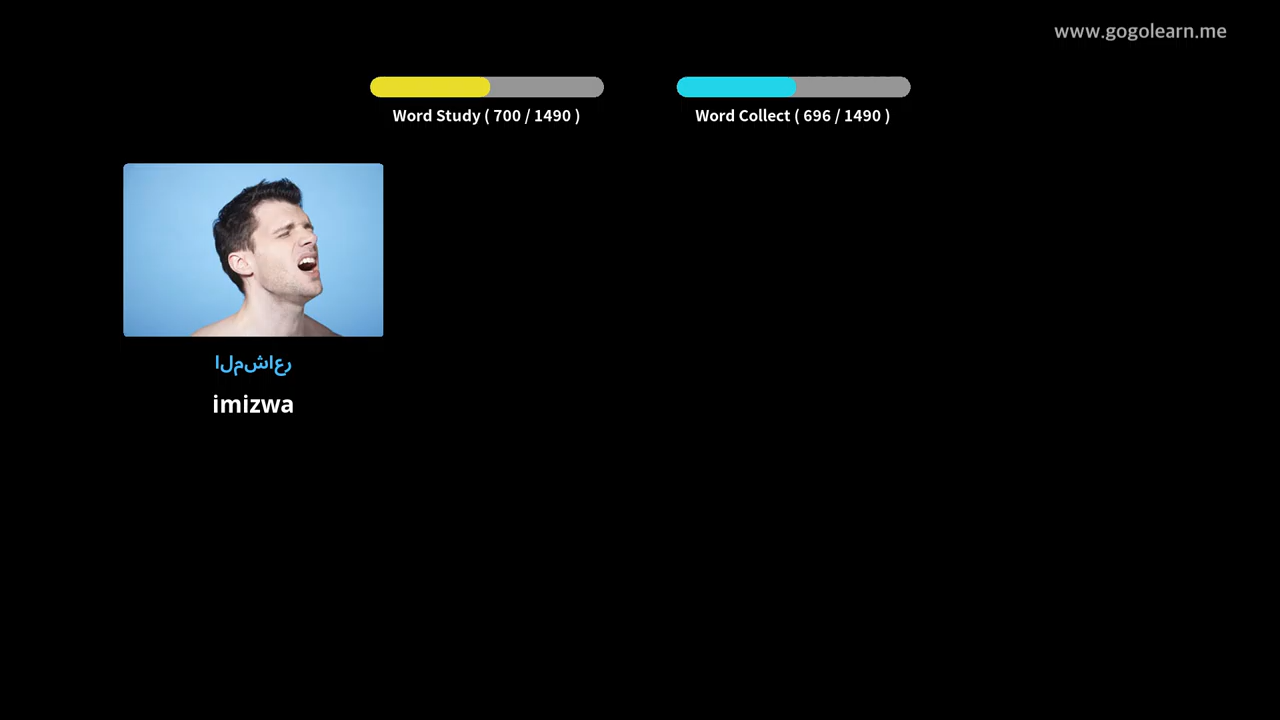 www.gogolearn.me
Word Study ( 700 / 1490 )
Word Collect ( 696 / 1490 )
المشاعر
imizwa